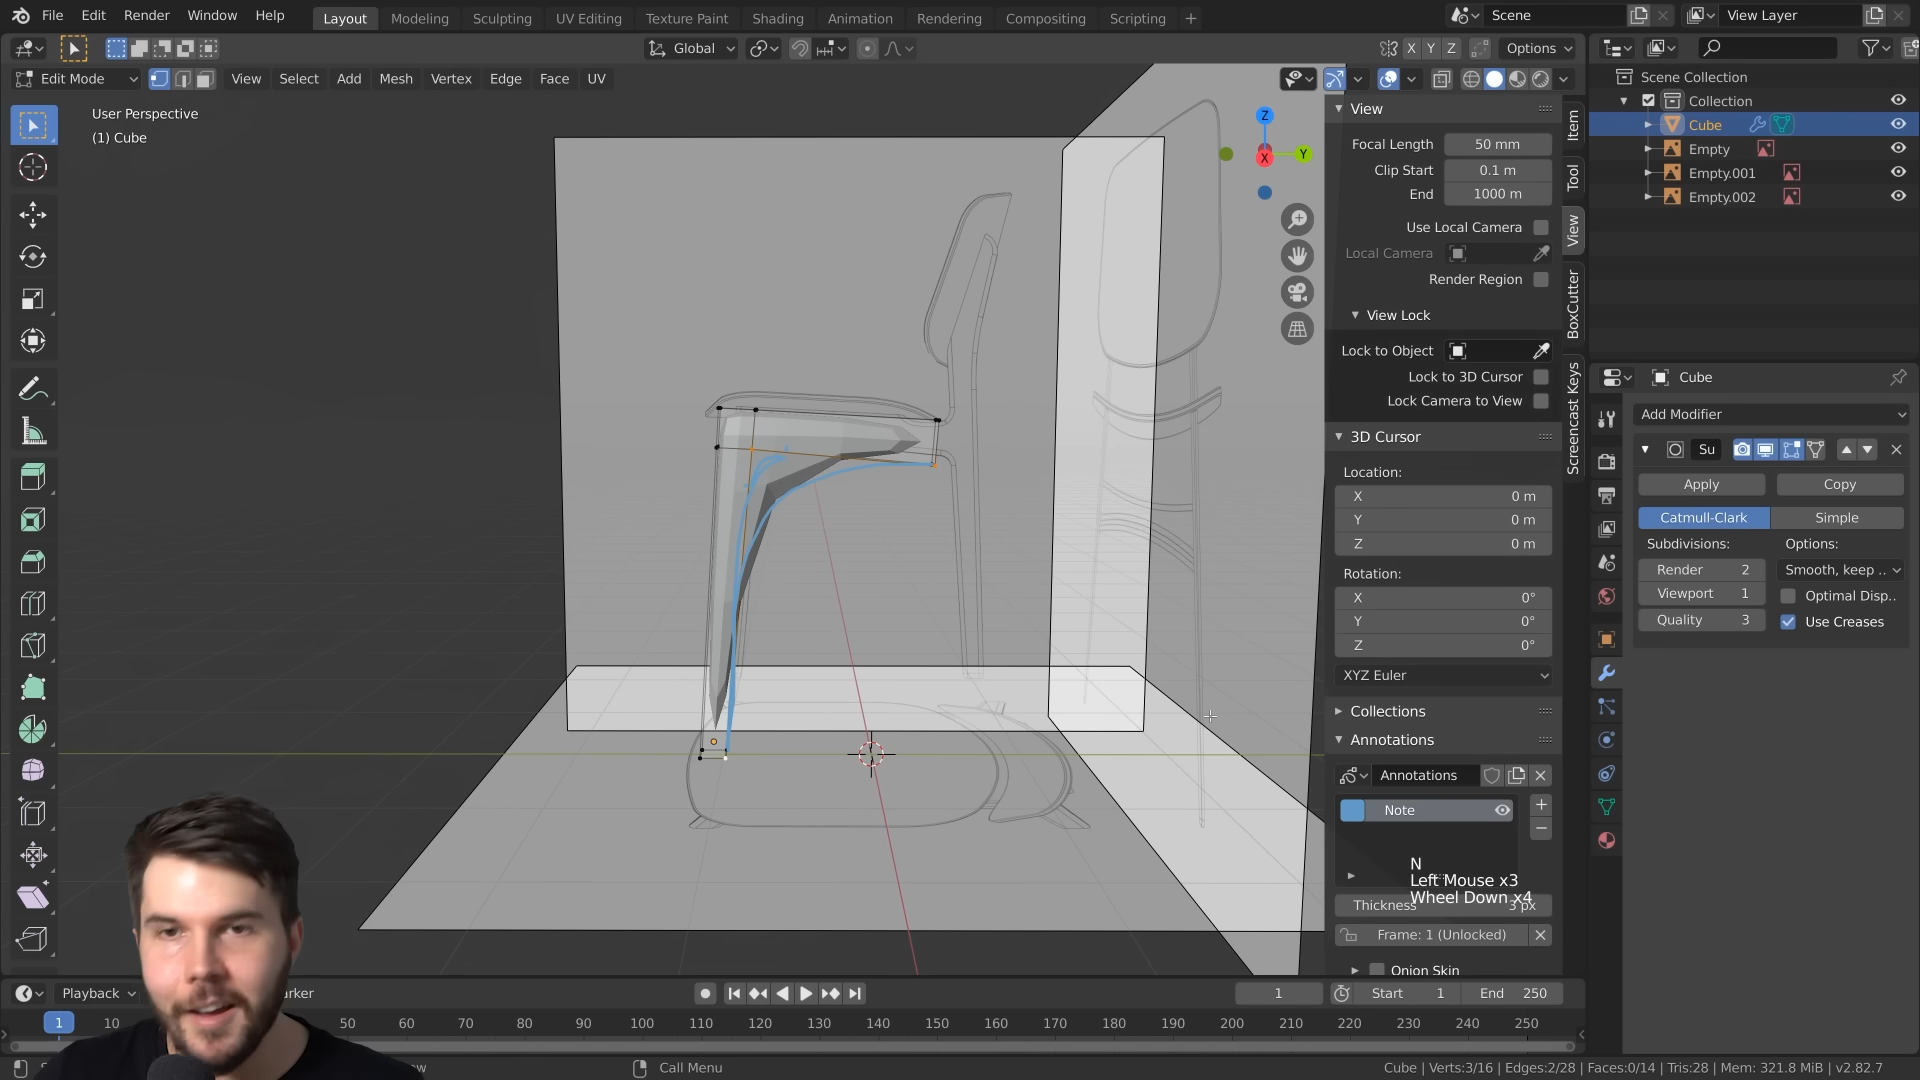 File Edit Render Window Help Layout Modeling Sculpting UV Editing Texture Paint Shading Animation Rendering Compositing Scripting + Scene View Layer
Global X Y Z Options
Edit Mode View Select Add Mesh Vertex Edge Face UV
User Perspective
(1) Cube
Z
X
Y
View
Focal Length 50 mm
Clip Start 0.1 m
End 1000 m
Use Local Camera
Local Camera
Render Region
View Lock
Lock to Object
Lock to 3D Cursor
Lock Camera to View
3D Cursor
Location:
X 0 m
Y 0 m
Z 0 m
Rotation:
X 0°
Y 0°
Z 0°
XYZ Euler
Collections
Annotations
Annotations
Note
N
Left Mouse x3
Wheel Down x4
Thickness 3 px
Frame: 1 (Unlocked)
Onion Skin
Item
Tool
View
BoxCutter
Screencast Keys
Scene Collection
Collection
Cube
Empty
Empty.001
Empty.002
Cube
Add Modifier
Su
Apply Copy
Catmull-Clark Simple
Subdivisions: Options:
Render 2 Smooth, keep ..
Viewport 1 Optimal Disp..
Quality 3 Use Creases
Playback arker 1 Start 1 End 250
1 10 50 60 70 80 90 100 110 120 130 140 150 160 170 180 190 200 210 220 230 240 250
Call Menu Cube | Verts:3/16 | Edges:2/28 | Faces:0/14 | Tris:28 | Mem: 321.8 MiB | v2.82.7